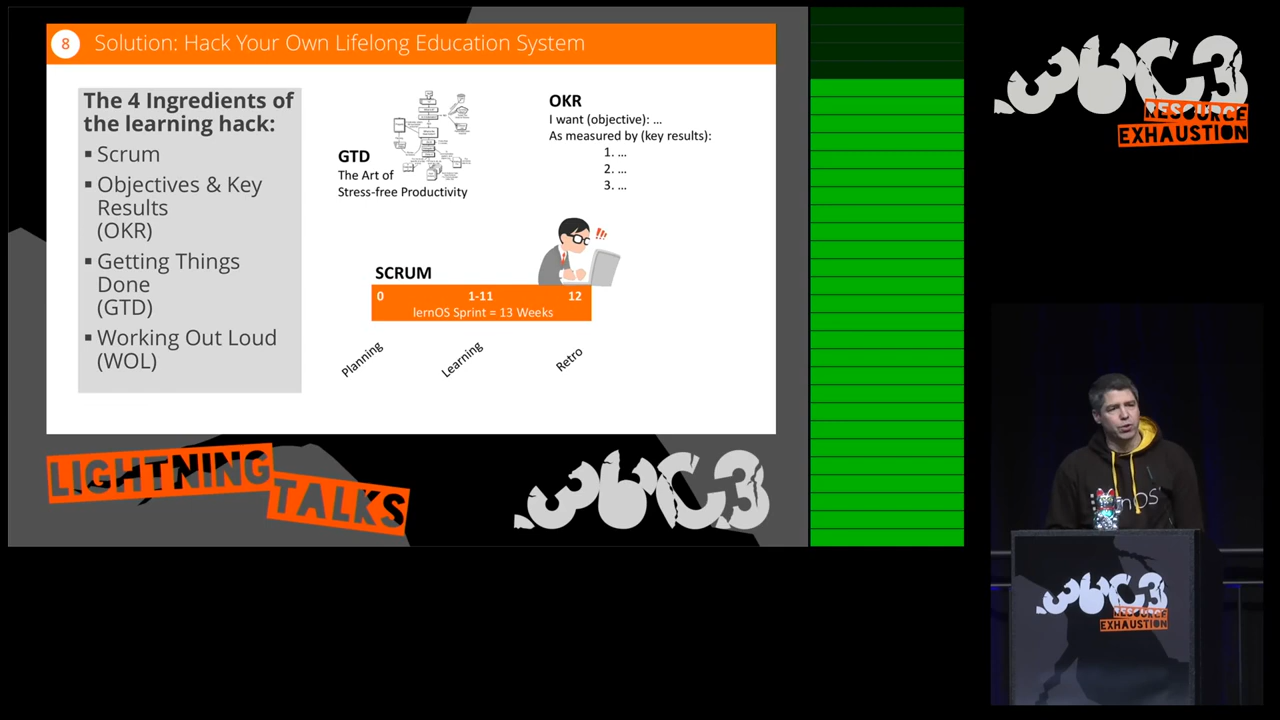 8 Solution: Hack Your Own Lifelong Education System
The 4 Ingredients of
the learning hack:
▪ Scrum
▪ Objectives & Key
Results
(OKR)
▪ Getting Things
Done
(GTD)
▪ Working Out Loud
(WOL)
GTD
The Art of
Stress-free Productivity
OKR
I want (objective): ...
As measured by (key results):
1. ...
2. ...
3. ...
!!!
SCRUM
0 1-11 12
lernOS Sprint = 13 Weeks
Planning
Learning
Retro
LIGHTNING
TALKS
36C3
36C3
RESOURCE
EXHAUSTION
nOS
36C3
RESOURCE
EXHAUSTION